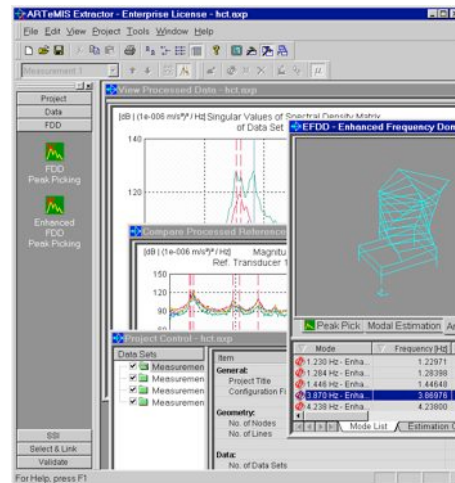 ARTeMIS Extractor - Enterprise License - hct.axp
File Edit View Project Tools Window Help
Measurement 1
Project
Data
FDD
FDD
Peak Picking
Enhanced
FDD
Peak Picking
SSI
Select & Link
Validate
View Processed Data - hct.axp
[dB | (1e-006 m/s²)² / Hz] Singular Values of Spectral Density Matrix
of Data Set
140
120
Compare Processed Reference
[dB | (1e-006 m/s²)² / Hz] Magnitu
Ref. Transducer 1
150
130
110
90
70
Project Control - hct.axp
Data Sets
Measuremen
Measuremen
Measuremen
Measuremen
Item
General:
Project Title
Configuration Fi
Geometry:
No. of Nodes
No. of Lines
Data:
No. of Data Sets
EFDD - Enhanced Frequency Dom
Peak Pick Modal Estimation An
Mode Frequency [Hz]
1.230 Hz - Enha... 1.22971
1.284 Hz - Enha... 1.28398
1.446 Hz - Enha... 1.44648
3.870 Hz - Enha... 3.86976
4.238 Hz - Enha... 4.23800
Mode List Estimation
For Help, press F1